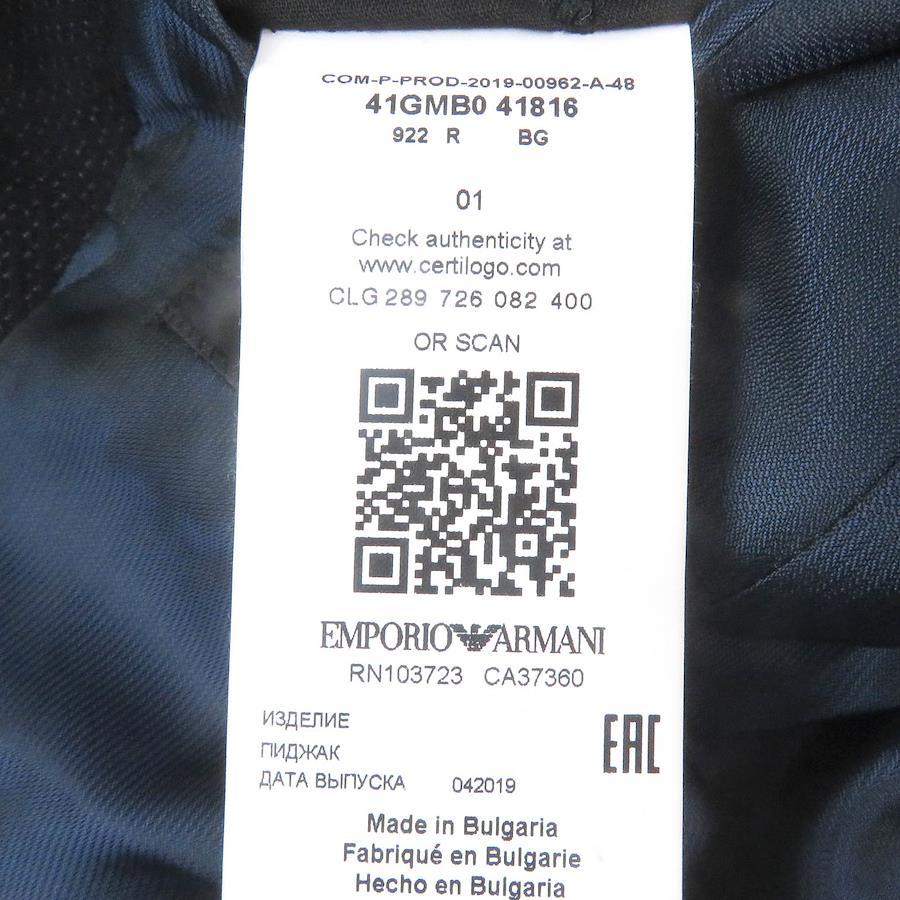 COM-P-PROD-2019-00962-A-48
41GMB0 41816
922 R BG
01
Check authenticity at
www.certilogo.com
CLG 289 726 082 400
OR SCAN
EMPORIO ARMANI
RN103723 CA37360
ИЗДЕЛИЕ
ПИДЖАК
EAC
ДАТА ВЫПУСКА 042019
Made in Bulgaria
Fabriqué en Bulgarie
Hecho en Bulgaria